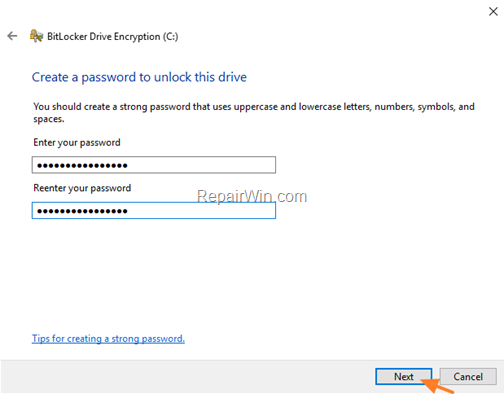 BitLocker Drive Encryption (C:)
Create a password to unlock this drive
You should create a strong password that uses uppercase and lowercase letters, numbers, symbols, and
spaces.
Enter your password
●●●●●●●●●●●●●●●●
Reenter your password
RepairWin.com
●●●●●●●●●●●●●●●●
Tips for creating a strong password.
Next
Cancel